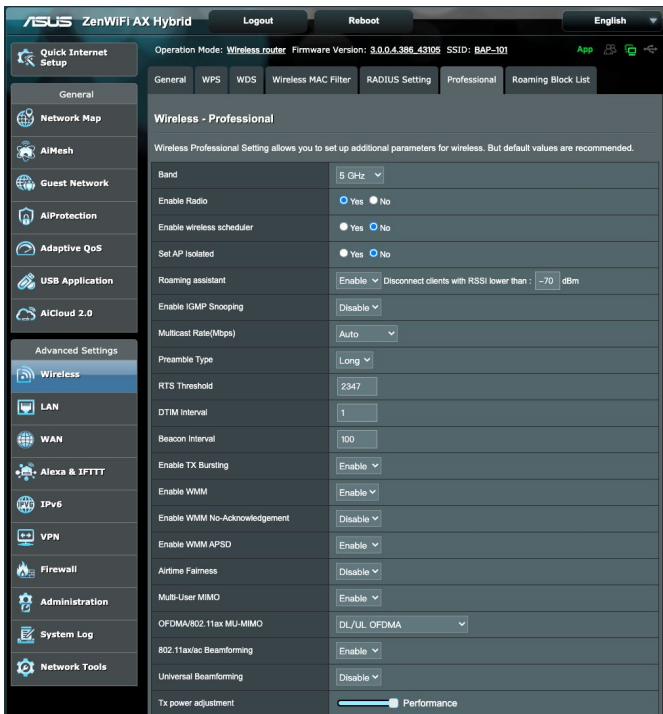 ASUS ZenWiFi AX Hybrid Logout Reboot English
Quick Internet Setup
Operation Mode: Wireless router Firmware Version: 3.0.0.4.386_43105 SSID: BAP-101 App
General WPS WDS Wireless MAC Filter RADIUS Setting Professional Roaming Block List
General
Network Map
AiMesh
Guest Network
AiProtection
Adaptive QoS
USB Application
AiCloud 2.0
Advanced Settings
Wireless
LAN
WAN
Alexa & IFTTT
IPv6
VPN
Firewall
Administration
System Log
Network Tools
Wireless - Professional
Wireless Professional Setting allows you to set up additional parameters for wireless. But default values are recommended.
Band 5 GHz
Enable Radio Yes No
Enable wireless scheduler Yes No
Set AP Isolated Yes No
Roaming assistant Enable Disconnect clients with RSSI lower than : -70 dBm
Enable IGMP Snooping Disable
Multicast Rate(Mbps) Auto
Preamble Type Long
RTS Threshold 2347
DTIM Interval 1
Beacon Interval 100
Enable TX Bursting Enable
Enable WMM Enable
Enable WMM No-Acknowledgement Disable
Enable WMM APSD Enable
Airtime Fairness Disable
Multi-User MIMO Enable
OFDMA/802.11ax MU-MIMO DL/UL OFDMA
802.11ax/ac Beamforming Enable
Universal Beamforming Disable
Tx power adjustment Performance